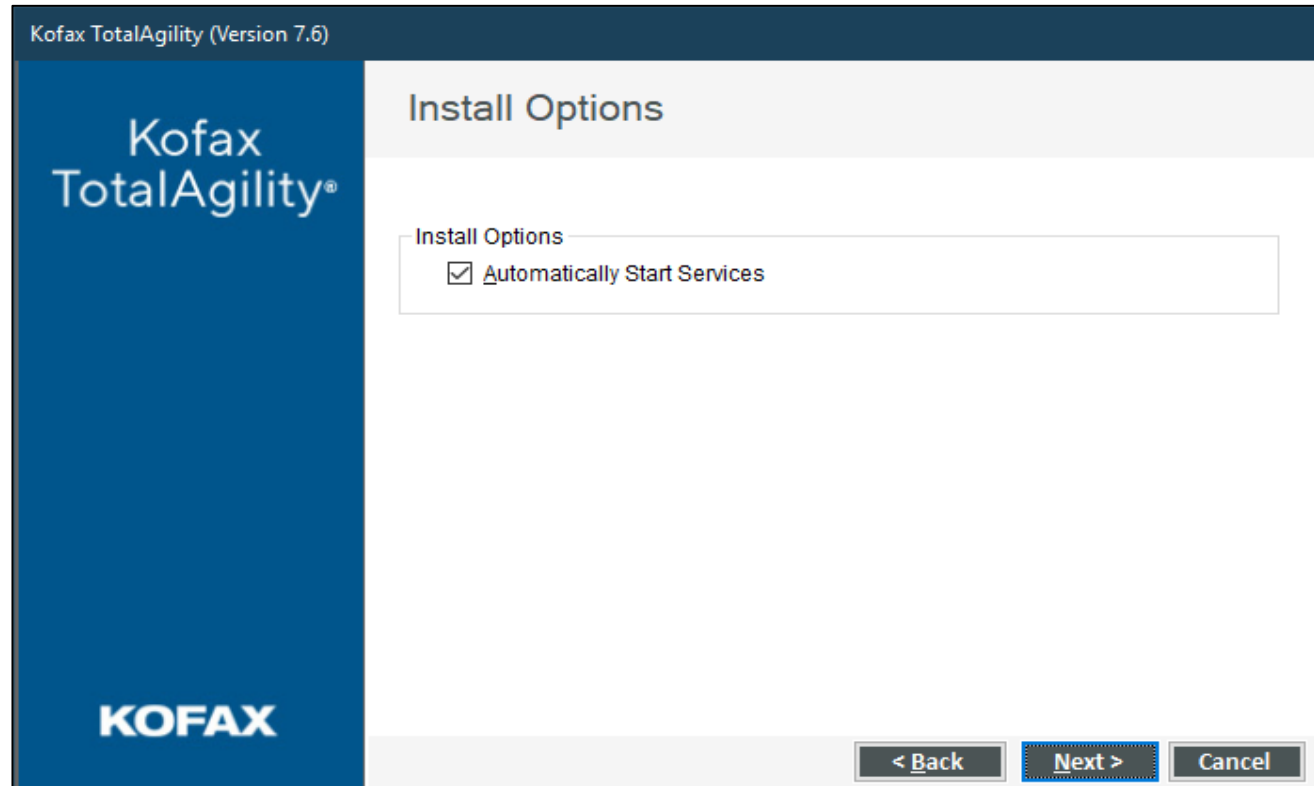 Kofax TotalAgility (Version 7.6)
Kofax
TotalAgility®
Install Options
Install Options
Automatically Start Services
KOFAX
< Back
Next >
Cancel